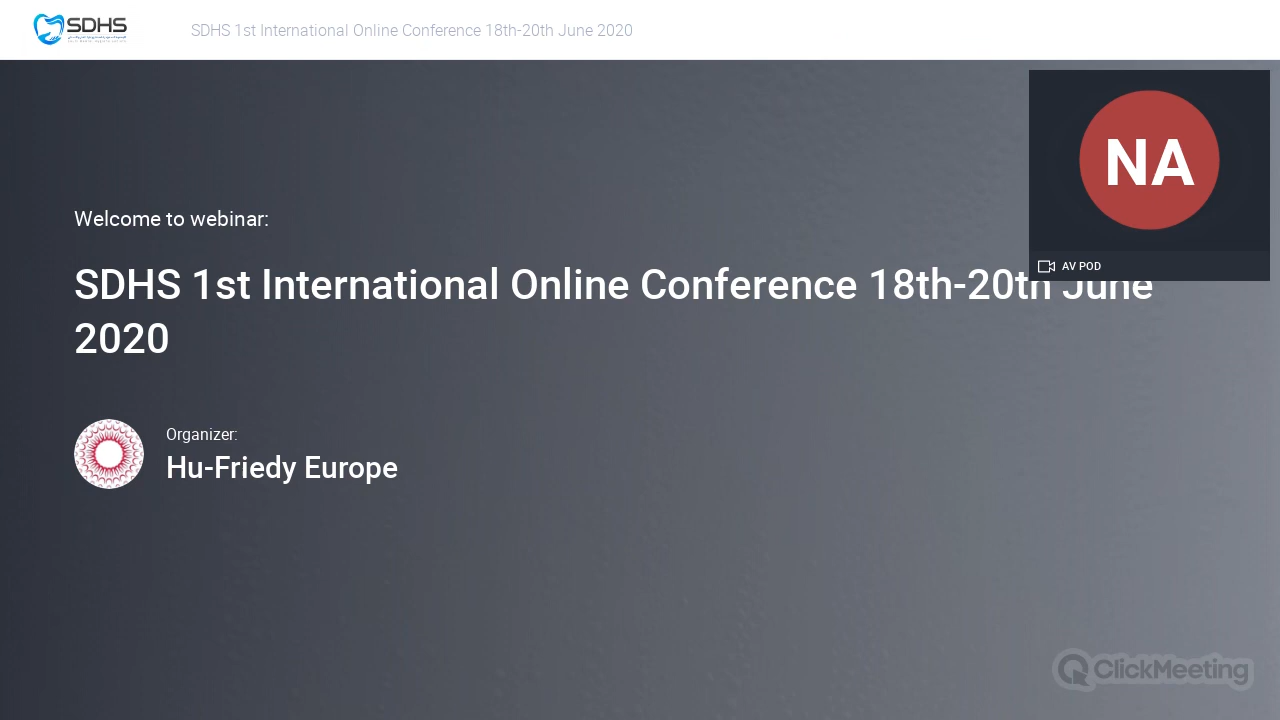 SDHS
SDHS 1st International Online Conference 18th-20th June 2020
NA
AV POD
Welcome to webinar:
SDHS 1st International Online Conference 18th-20th June
2020
Organizer:
Hu-Friedy Europe
ClickMeeting